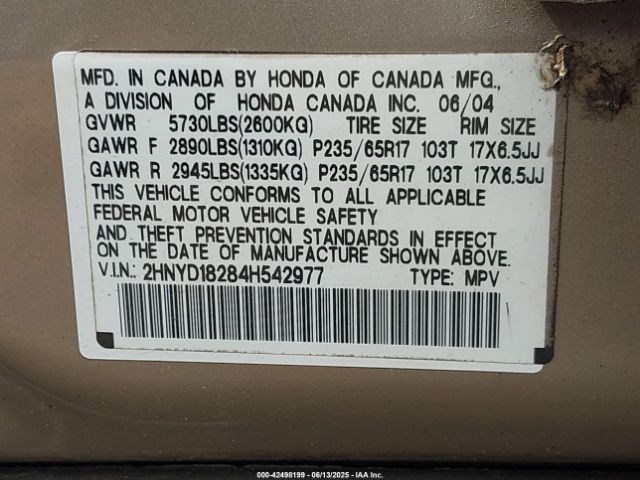 MFD. IN CANADA BY HONDA OF CANADA MFG.,
A DIVISION OF HONDA CANADA INC. 06/04
GVWR 5730LBS(2600KG) TIRE SIZE RIM SIZE
GAWR F 2890LBS(1310KG) P235/65R17 103T 17X6.5JJ
GAWR R 2945LBS(1335KG) P235/65R17 103T 17X6.5JJ
THIS VEHICLE CONFORMS TO ALL APPLICABLE
FEDERAL MOTOR VEHICLE SAFETY
AND THEFT PREVENTION STANDARDS IN EFFECT
ON THE DATE OF MANUFACTURE SHOWN ABOVE.
V.I.N.: 2HNYD18284H542977 TYPE: MPV
000-42498199 - 06/13/2025 - IAA Inc.